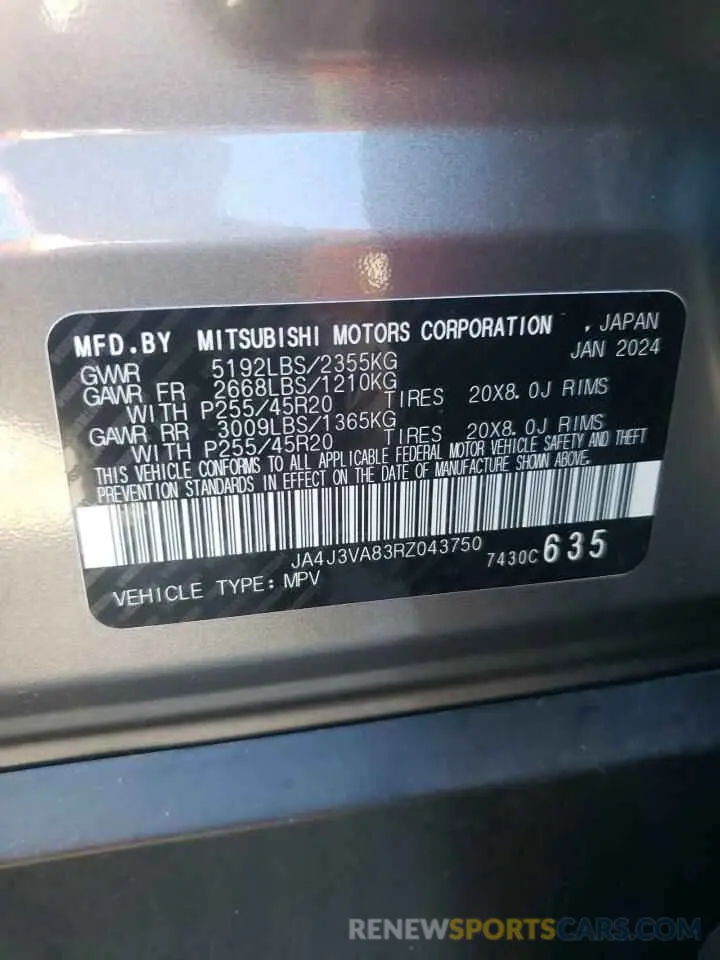 MFD.BY MITSUBISHI MOTORS CORPORATION , JAPAN
GVWR 5192LBS/2355KG JAN 2024
GAWR FR 2668LBS/1210KG
WITH P255/45R20 TIRES 20X8.0J RIMS
GAWR RR 3009LBS/1365KG
WITH P255/45R20 TIRES 20X8.0J RIMS
THIS VEHICLE CONFORMS TO ALL APPLICABLE FEDERAL MOTOR VEHICLE SAFETY AND THEFT
PREVENTION STANDARDS IN EFFECT ON THE DATE OF MANUFACTURE SHOWN ABOVE.
JA4J3VA83RZ043750 7430C635
VEHICLE TYPE: MPV
RENEWSPORTSCARS.COM